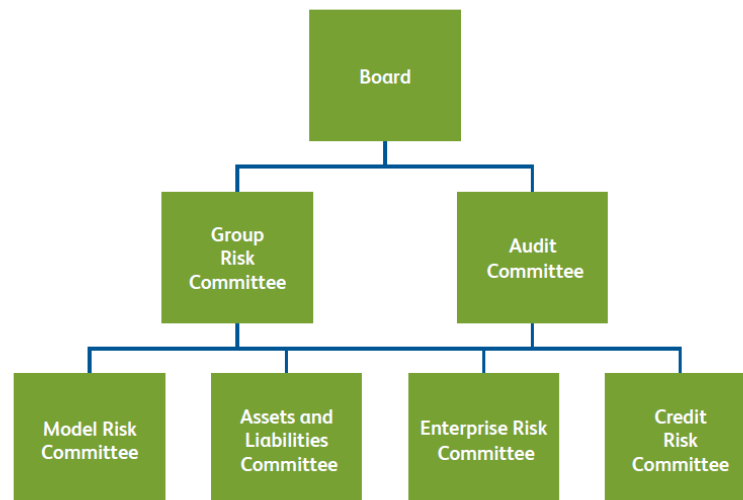 Board
Group
Risk
Committee
Audit
Committee
Model Risk
Committee
Assets and
Liabilities
Committee
Enterprise Risk
Committee
Credit
Risk
Committee